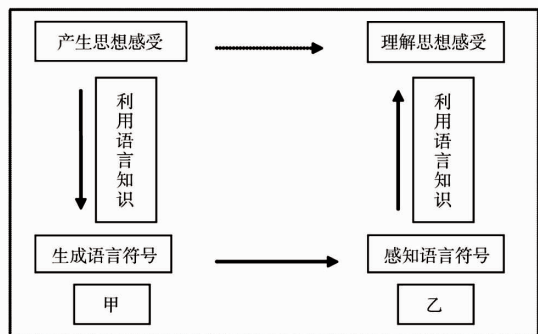 产生思想感受
理解思想感受
利用语言知识
利用语言知识
生成语言符号
感知语言符号
甲
乙